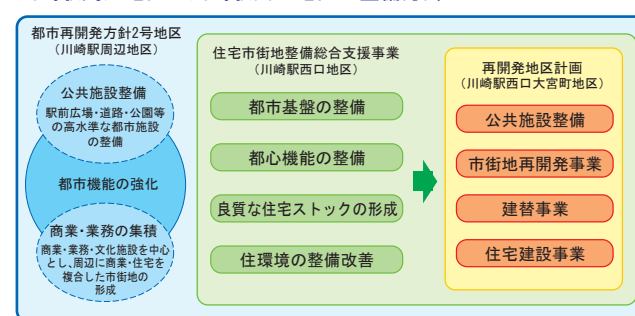 都市再開発方針2号地区
(川崎駅周辺地区)
公共施設整備
駅前広場・道路・公園等
の高水準な都市施設
の整備
都市機能の強化
商業・業務の集積
商業・業務・文化施設を中心
とし、周辺に商業・住宅を
複合した市街地の
形成
住宅市街地整備総合支援事業
(川崎駅西口地区)
都市基盤の整備
都心機能の整備
良質な住宅ストックの形成
住環境の整備改善
再開発地区計画
(川崎駅西口大宮町地区)
公共施設整備
市街地再開発事業
建替事業
住宅建設事業